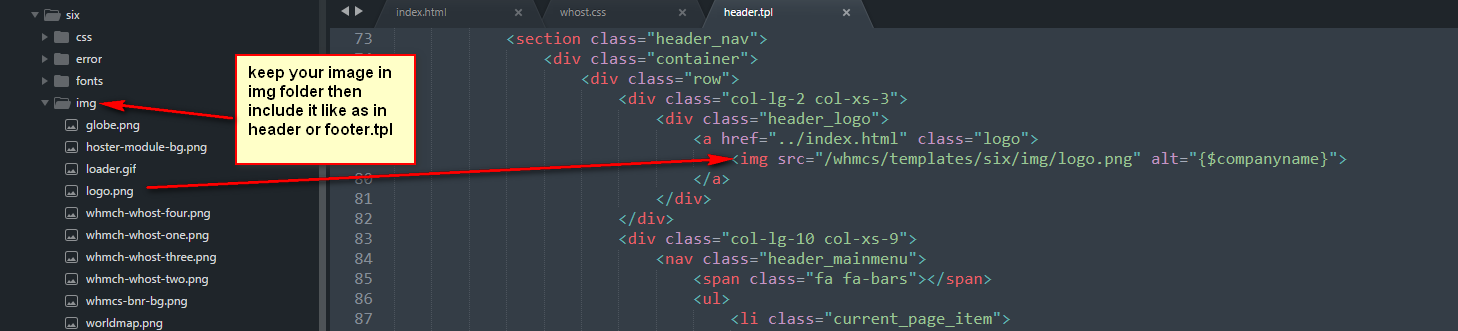 six
css
error
fonts
img
globe.png
hoster-module-bg.png
loader.gif
logo.png
whmch-whost-four.png
whmch-whost-one.png
whmch-whost-three.png
whmch-whost-two.png
whmcs-bnr-bg.png
worldmap.png
keep your image in
img folder then
include it like as in
header or footer.tpl
index.html
whost.css
header.tpl
73 <section class="header_nav">
<div class="container">
<div class="row">
<div class="col-lg-2 col-xs-3">
<div class="header_logo">
<a href="../index.html" class="logo">
<img src="/whmcs/templates/six/img/logo.png" alt="{$companyname}">
80 </a>
81 </div>
82 </div>
83 <div class="col-lg-10 col-xs-9">
84 <nav class="header_mainmenu">
85 <span class="fa fa-bars"></span>
86 <ul>
87 <li class="current_page_item">